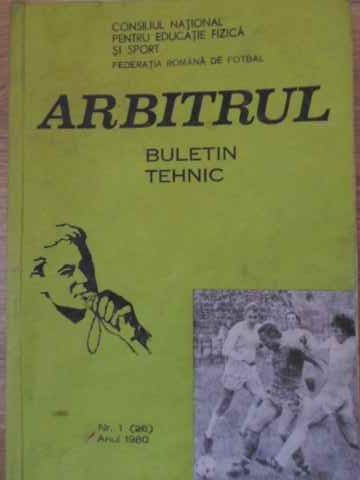 CONSILIUL NAȚIONAL
PENTRU EDUCAȚIE FIZICĂ
ȘI SPORT
FEDERAȚIA ROMÂNĂ DE FOTBAL
ARBITRUL
BULETIN
TEHNIC
Nr. 1 (26)
Anul 1980